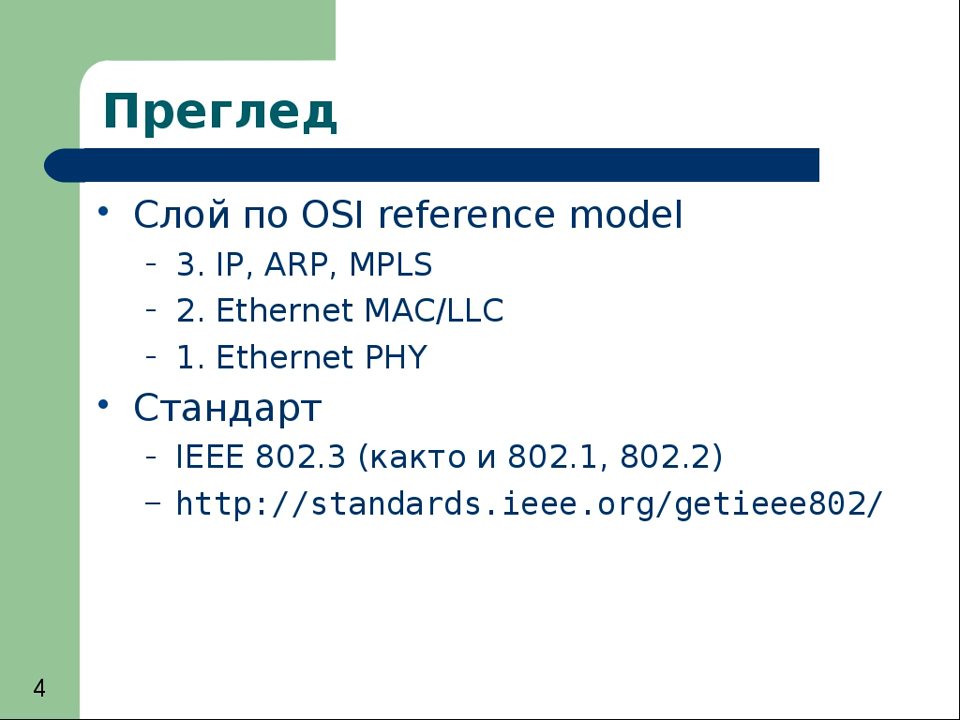 Преглед
• Слой по OSI reference model
– 3. IP, ARP, MPLS
– 2. Ethernet MAC/LLC
– 1. Ethernet PHY
• Стандарт
– IEEE 802.3 (както и 802.1, 802.2)
– http://standards.ieee.org/getieee802/
4